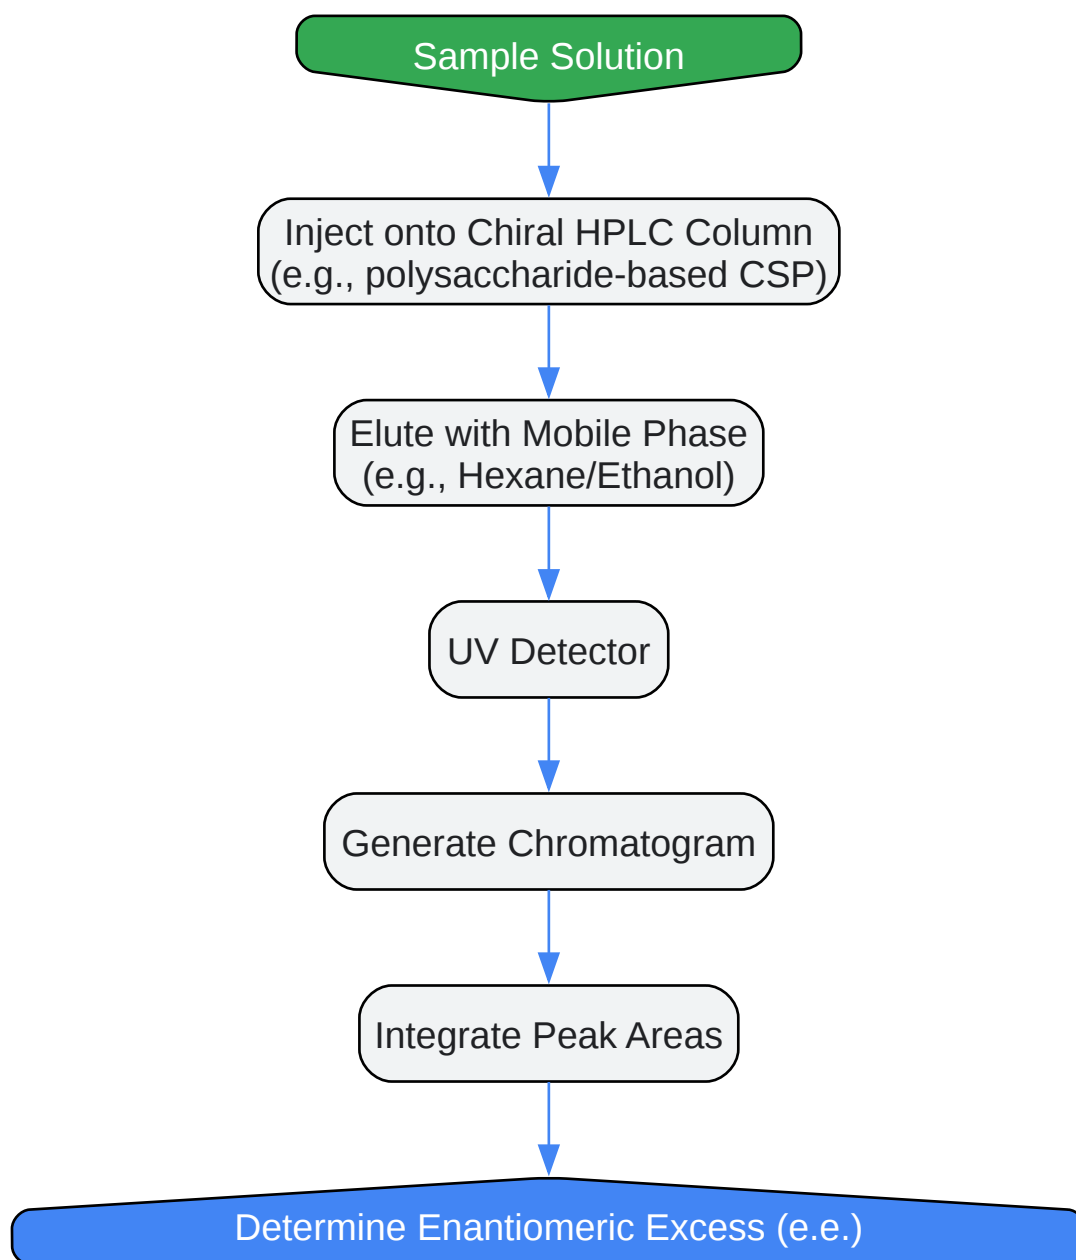 Sample Solution
Inject onto Chiral HPLC Column
(e.g., polysaccharide-based CSP)
Elute with Mobile Phase
(e.g., Hexane/Ethanol)
UV Detector
Generate Chromatogram
Integrate Peak Areas
Determine Enantiomeric Excess (e.e.)